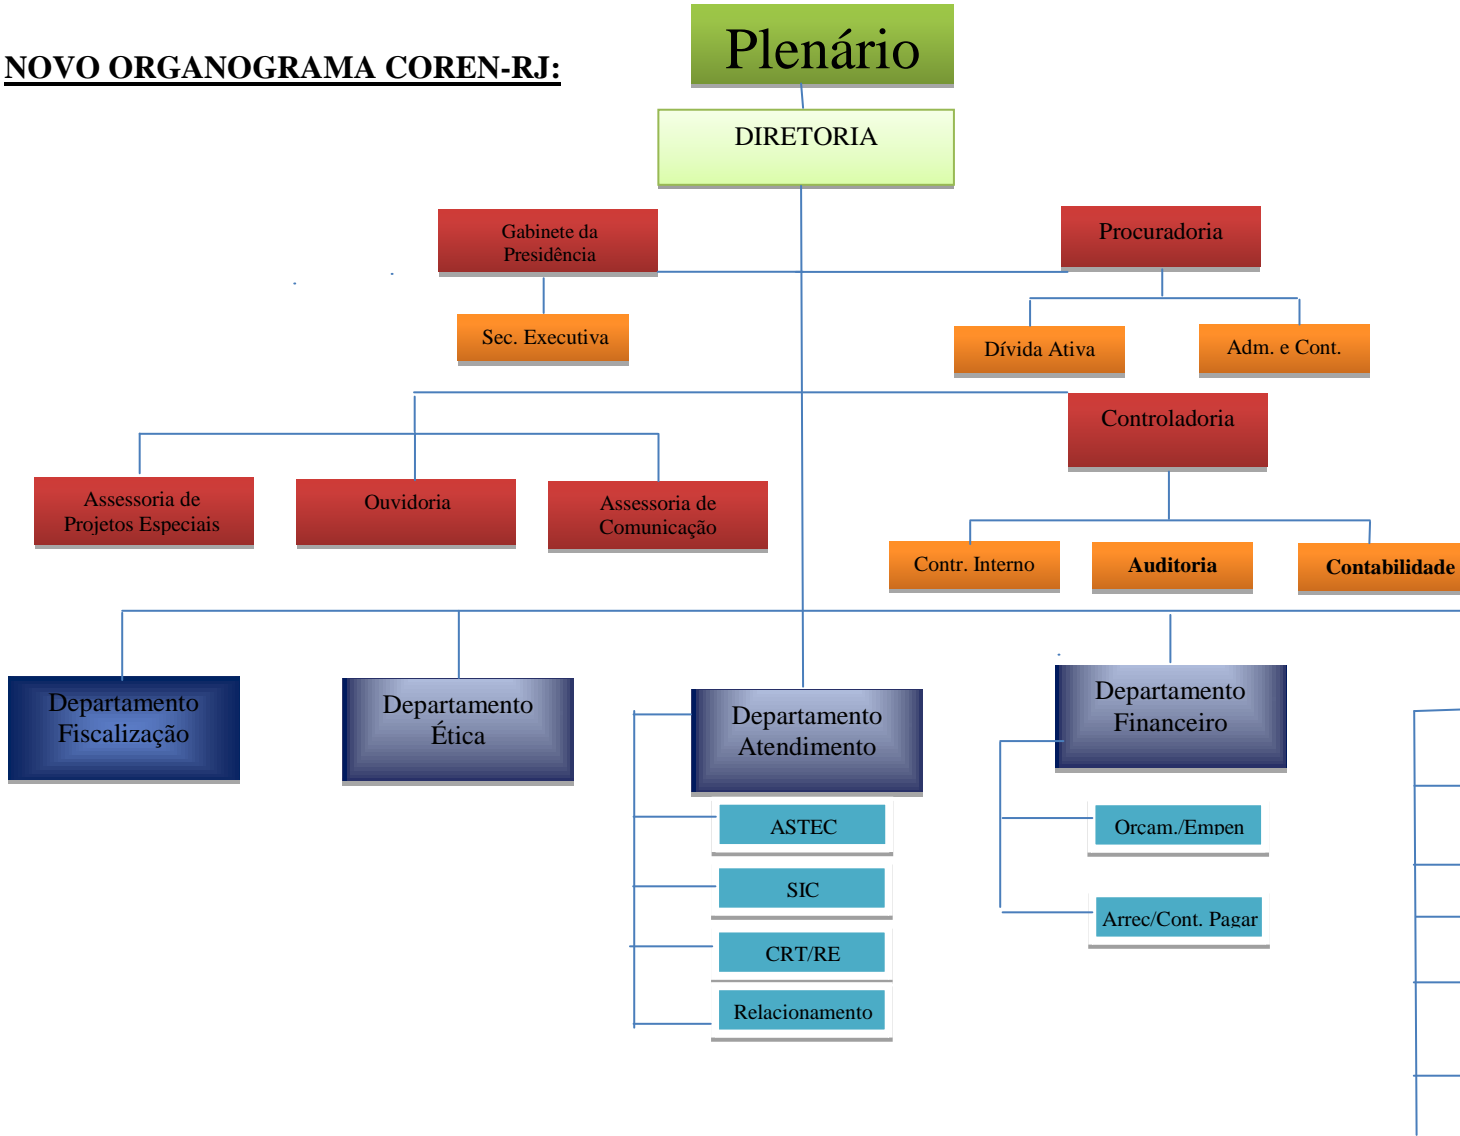 Plenário
NOVO ORGANOGRAMA COREN-RJ:
DIRETORIA
Gabinete da
Presidência
Procuradoria
Sec. Executiva
Dívida Ativa
Adm. e Cont.
Controladoria
Assessoria de
Projetos Especiais
Ouvidoria
Assessoria de
Comunicação
Contr. Interno
Auditoria
Contabilidade
Departamento
Fiscalização
Departamento
Ética
Departamento
Atendimento
Departamento
Financeiro
ASTEC
SIC
CRT/RE
Relacionamento
Orcam./Empen
Arrec/Cont. Pagar